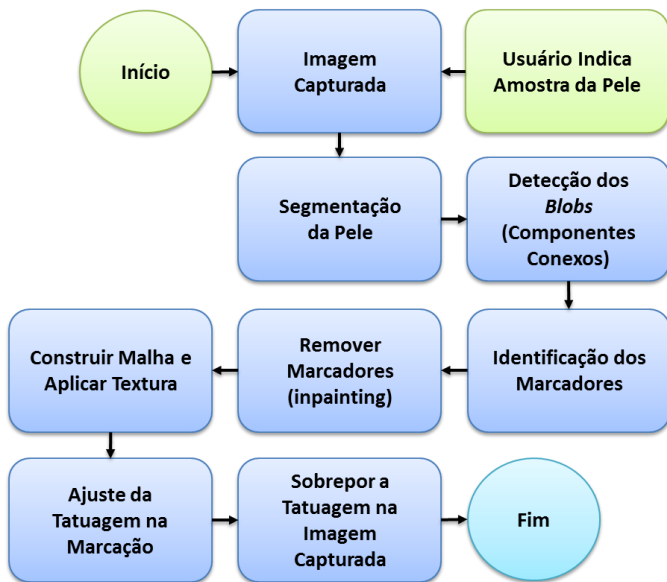 Início
Imagem
Capturada
Usuário Indica
Amostra da Pele
Segmentação
da Pele
Detecção dos
Blobs
(Componentes
Conexos)
Identificação dos
Marcadores
Remover
Marcadores
(inpainting)
Construir Malha e
Aplicar Textura
Ajuste da
Tatuagem na
Marcação
Sobrepor a
Tatuagem na
Imagem
Capturada
Fim